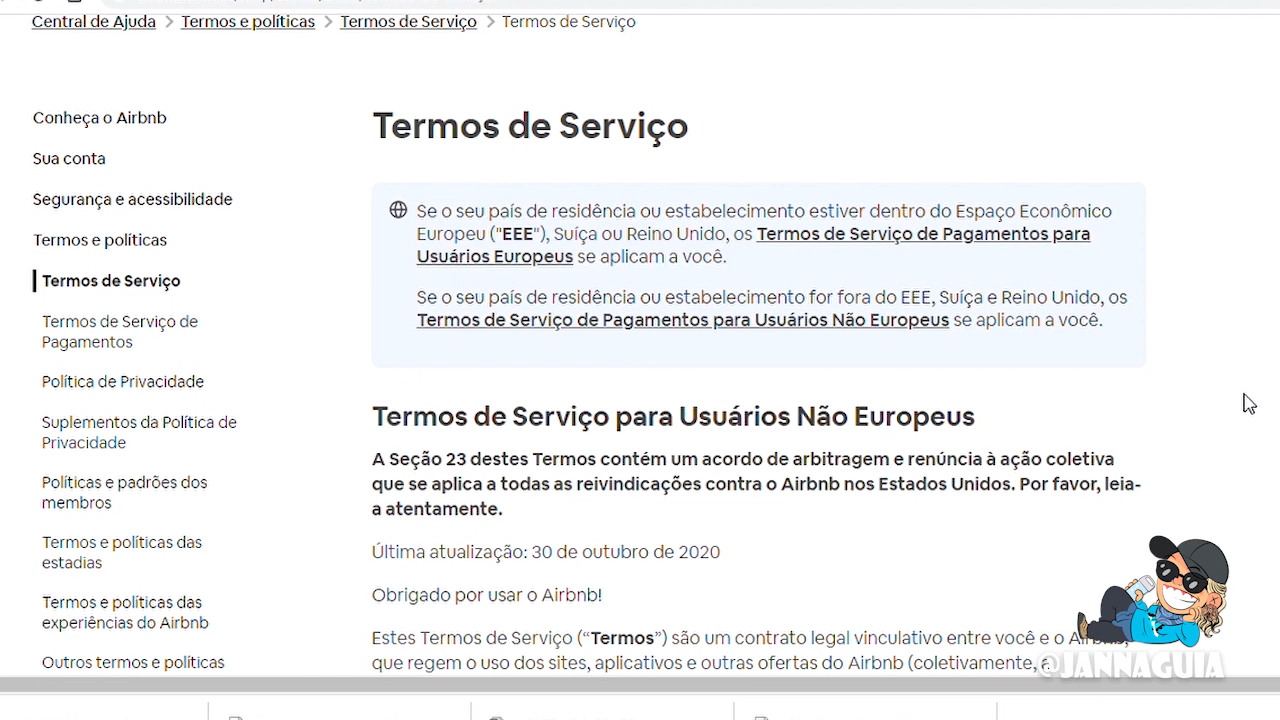 Central de Ajuda > Termos e políticas > Termos de Serviço > Termos de Serviço
Conheça o Airbnb
Sua conta
Segurança e acessibilidade
Termos e políticas
Termos de Serviço
Termos de Serviço de
Pagamentos
Política de Privacidade
Suplementos da Política de
Privacidade
Políticas e padrões dos
membros
Termos e políticas das
estadias
Termos e políticas das
experiências do Airbnb
Outros termos e políticas
Termos de Serviço
Se o seu país de residência ou estabelecimento estiver dentro do Espaço Econômico
Europeu ("EEE"), Suíça ou Reino Unido, os Termos de Serviço de Pagamentos para
Usuários Europeus se aplicam a você.
Se o seu país de residência ou estabelecimento for fora do EEE, Suíça e Reino Unido, os
Termos de Serviço de Pagamentos para Usuários Não Europeus se aplicam a você.
Termos de Serviço para Usuários Não Europeus
A Seção 23 destes Termos contém um acordo de arbitragem e renúncia à ação coletiva
que se aplica a todas as reivindicações contra o Airbnb nos Estados Unidos. Por favor, leia-
a atentamente.
Última atualização: 30 de outubro de 2020
Obrigado por usar o Airbnb!
Estes Termos de Serviço (“Termos”) são um contrato legal vinculativo entre você e o Airbnb,
que regem o uso dos sites, aplicativos e outras ofertas do Airbnb (coletivamente, a
@JANNAGUIA